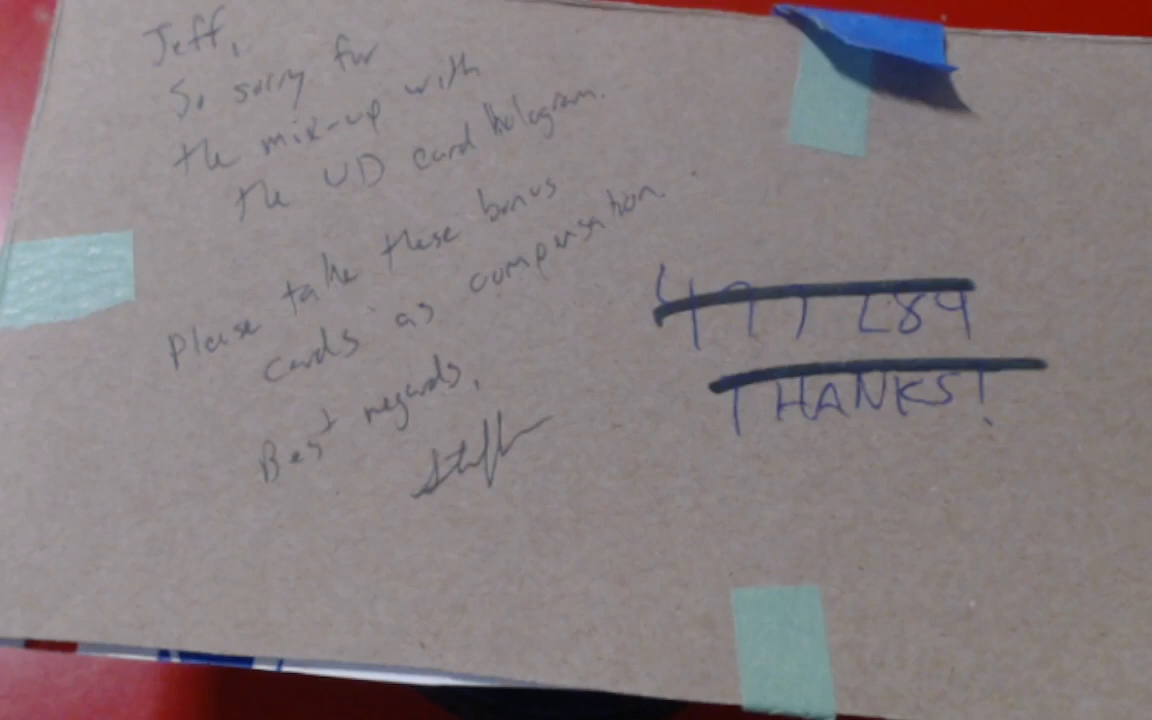 Jeff,
So sorry for
the mix-up with
the UD card hologram.
Please take these bonus
cards as compensation.
Best regards,
THANKS!